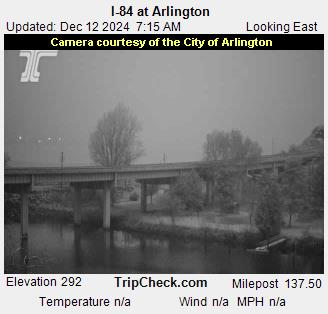 I-84 at Arlington
Updated: Dec 12 2024 7:15 AM Looking East
Camera courtesy of the City of Arlington
Elevation 292 TripCheck.com Milepost 137.50
Temperature n/a Wind n/a MPH n/a